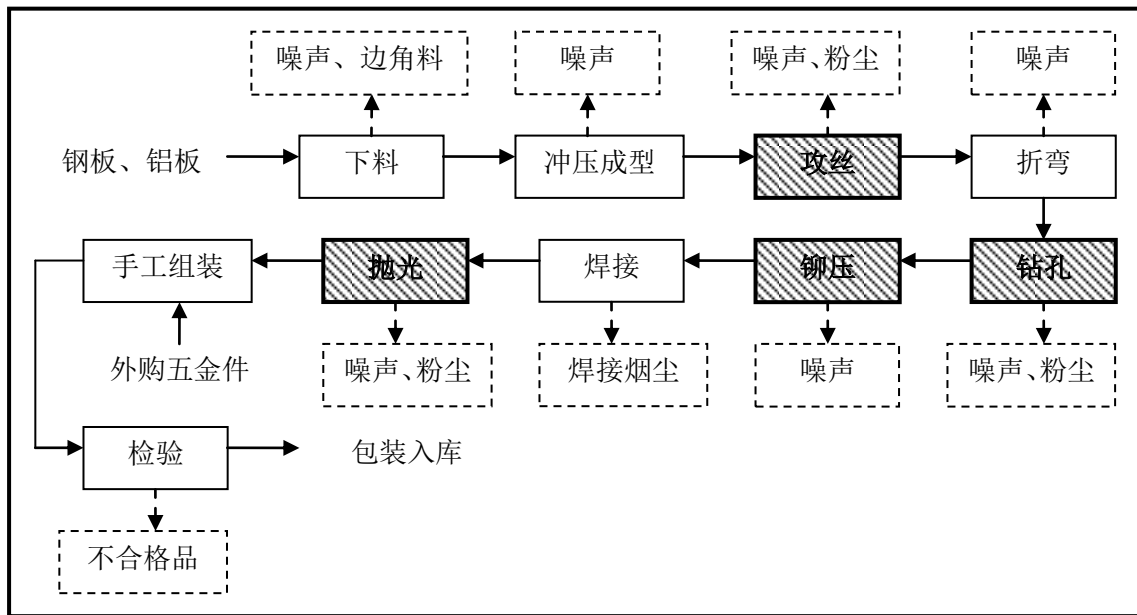 噪声、边角料
噪声
噪声、粉尘
噪声
钢板、铝板
下料
冲压成型
攻丝
折弯
手工组装
抛光
焊接
铆压
钻孔
外购五金件
噪声、粉尘
焊接烟尘
噪声
噪声、粉尘
检验
包装入库
不合格品